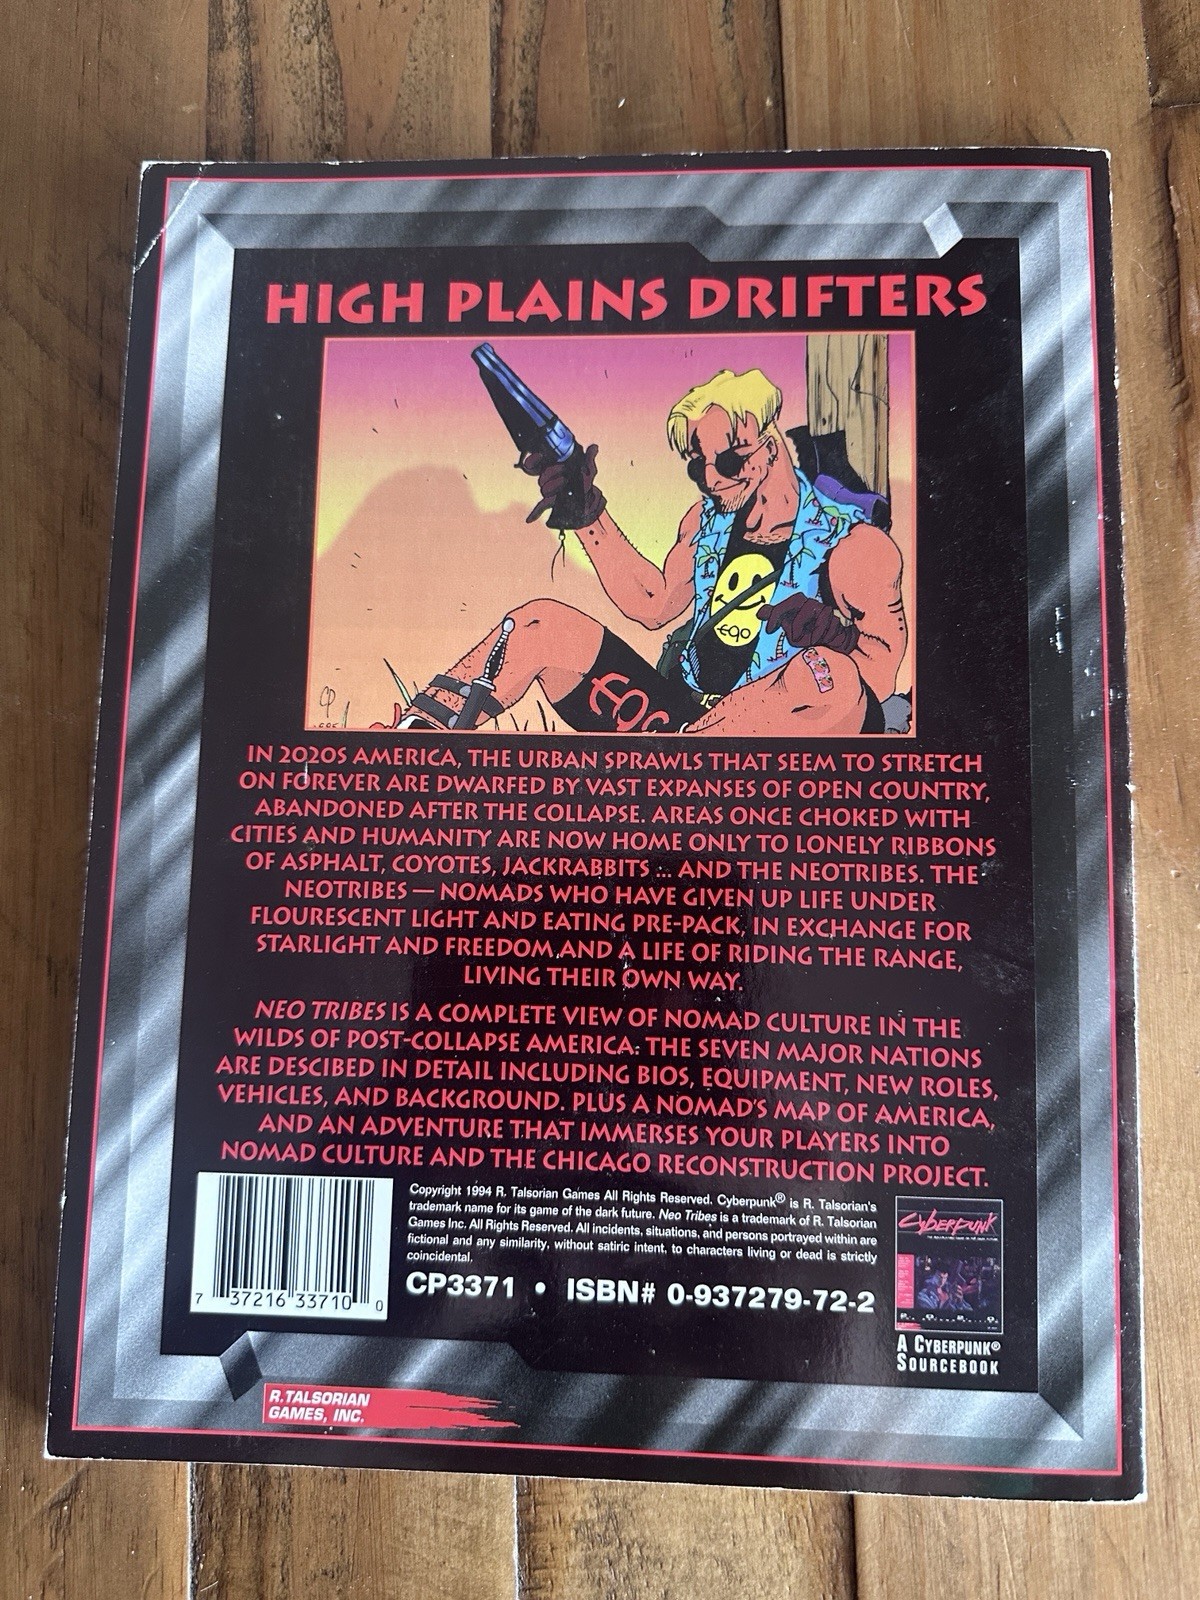 HIGH PLAINS DRIFTERS
Ego
EGO
CP
IN 2020S AMERICA, THE URBAN SPRAWLS THAT SEEM TO STRETCH
ON FOREVER ARE DWARFED BY VAST EXPANSES OF OPEN COUNTRY,
ABANDONED AFTER THE COLLAPSE. AREAS ONCE CHOKED WITH
CITIES AND HUMANITY ARE NOW HOME ONLY TO LONELY RIBBONS
OF ASPHALT, COYOTES, JACKRABBITS ... AND THE NEOTRIBES. THE
NEOTRIBES — NOMADS WHO HAVE GIVEN UP LIFE UNDER
FLOURESCENT LIGHT AND EATING PRE-PACK, IN EXCHANGE FOR
STARLIGHT AND FREEDOM AND A LIFE OF RIDING THE RANGE,
LIVING THEIR OWN WAY.
NEO TRIBES IS A COMPLETE VIEW OF NOMAD CULTURE IN THE
WILDS OF POST-COLLAPSE AMERICA. THE SEVEN MAJOR NATIONS
ARE DESCIBED IN DETAIL INCLUDING BIOS, EQUIPMENT, NEW ROLES,
VEHICLES, AND BACKGROUND. PLUS A NOMAD'S MAP OF AMERICA,
AND AN ADVENTURE THAT IMMERSES YOUR PLAYERS INTO
NOMAD CULTURE AND THE CHICAGO RECONSTRUCTION PROJECT.
Copyright 1994 R. Talsorian Games All Rights Reserved. Cyberpunk® is R. Talsorian's
trademark name for its game of the dark future. Neo Tribes is a trademark of R. Talsorian
Games Inc. All Rights Reserved. All incidents, situations, and persons portrayed within are
fictional and any similarity, without satiric intent, to characters living or dead is strictly
coincidental.
CP3371 • ISBN# 0-937279-72-2
7 37216 33710 0
CYBERPUNK
A CYBERPUNK®
SOURCEBOOK
R.TALSORIAN
GAMES, INC.